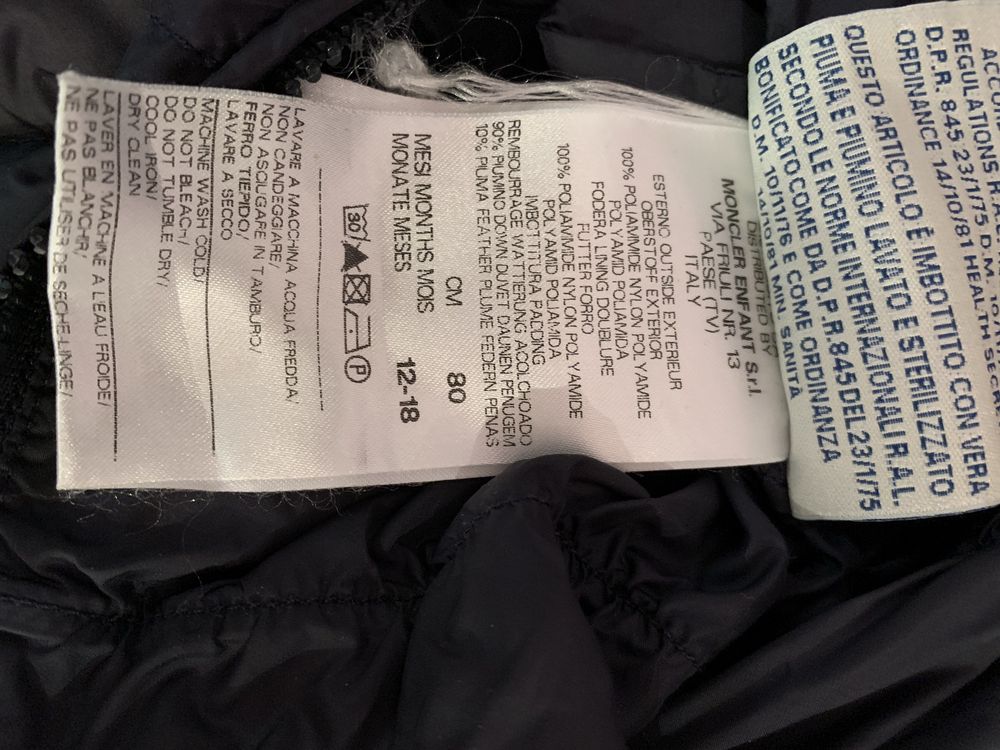 REGULATIONS R.A.L.
D.P.R. 845 23/1/75 D.M. 10
ORDINANCE 14/10/81 HEALTH SECR
QUESTO ARTICOLO È IMBOTTITO CON VERA
PIUMA E PIUMINO LAVATO E STERILIZZATO
SECONDO LE NORME INTERNAZIONALI R.A.L.
BONIFICATO COME DA D.P.R. 845 DEL 23/1/75
D.M. 10/11/76 E COME ORDINANZA
14/10/81 MIN. SANITÀ
DISTRIBUTED BY
MONCLER ENFANT S.r.l.
VIA FRIULI NR. 13
PAESE (TV)
ITALY
ESTERNO OUTSIDE EXTERIEUR
OBERSTOFF EXTERIOR
100% POLIAMMIDE NYLON POLYAMIDE
POLYAMID POLIAMIDA
FODERA LINING DOUBLURE
FUTTER FORRO
100% POLIAMMIDE NYLON POLYAMIDE
POLYAMID POLIAMIDA
IMBOTTITURA PADDING
REMBOURRAGE WATTIERUNG ACOLCHOADO
90% PIUMINO DOWN DUVET DAUNEN PENUGEM
10% PIUMA FEATHER PLUME FEDERN PENAS
CM 80
MESI MONTHS MOIS
MONATE MESES 12-18
30 P
LAVARE A MACCHINA ACQUA FREDDA/
NON CANDEGGIARE/
NON ASCIUGARE IN TAMBURO/
FERRO TIEPIDO/
LAVARE A SECCO
MACHINE WASH COLD/
DO NOT BLEACH/
DO NOT TUMBLE DRY/
COOL IRON/
DRY CLEAN
LAVER EN MACHINE A L'EAU FROIDE/
NE PAS BLANCHIR/
NE PAS UTILISER DE SECHE-LINGE/